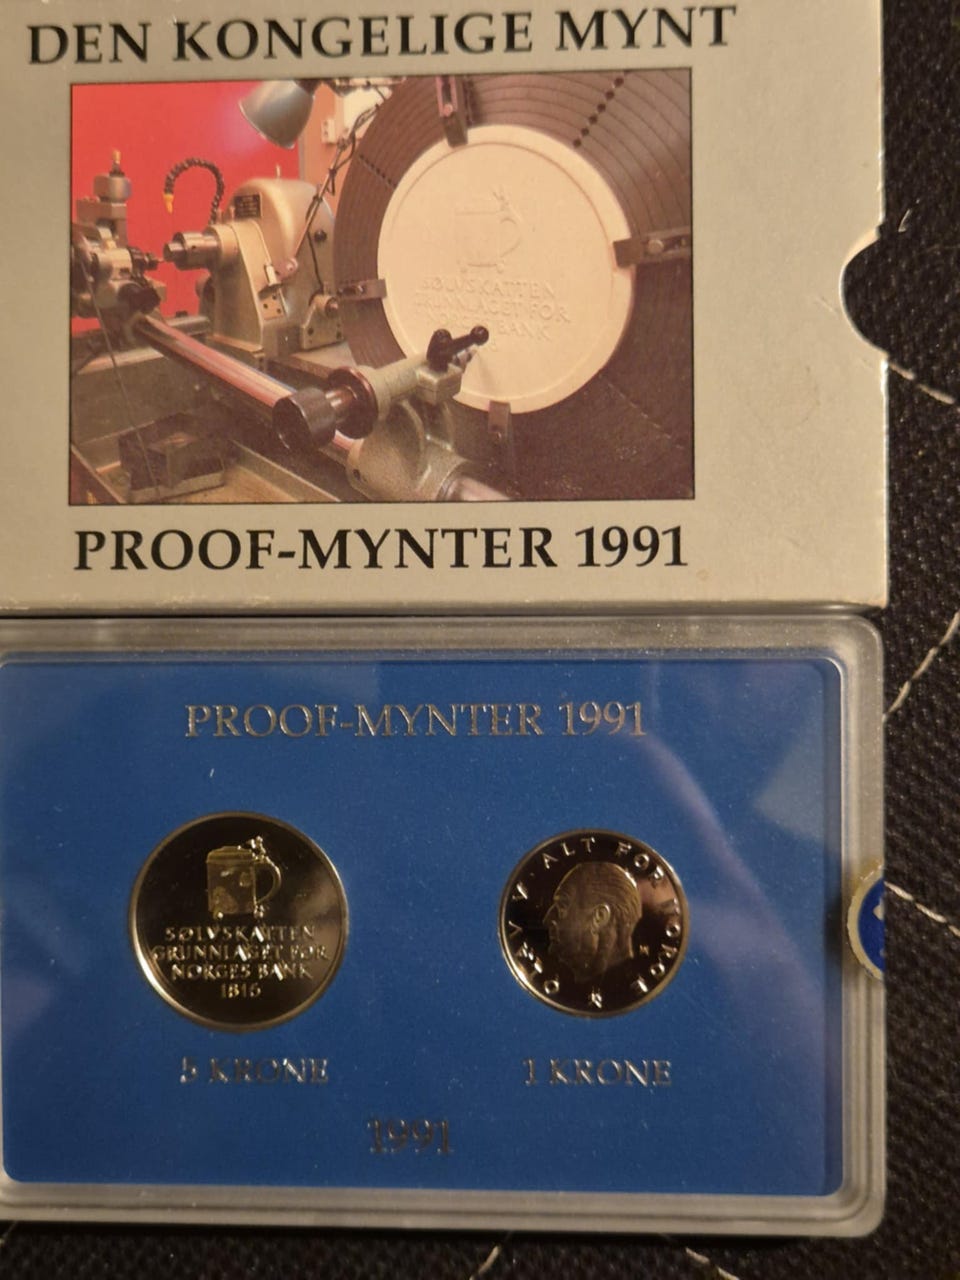 DEN KONGELIGE MYNT
SØLVSKATTEN
GRUNNLAGET FOR
NORGES BANK
PROOF-MYNTER 1991
PROOF-MYNTER 1991
SØLVSKATTEN
GRUNNLAGET FOR
NORGES BANK
1816
OLAV V · ALT FOR NORGE
5 KRONE
1 KRONE
1991